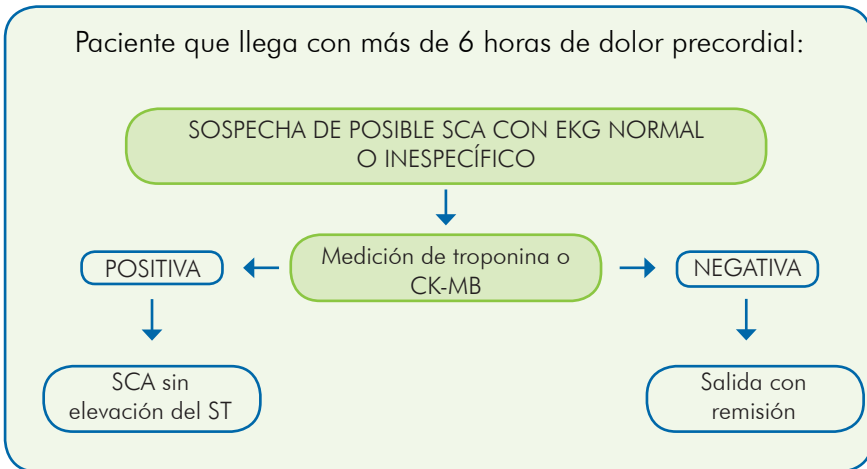 Paciente que llega con más de 6 horas de dolor precordial:
SOSPECHA DE POSIBLE SCA CON EKG NORMAL
O INESPECÍFICO
Medición de troponina o
CK-MB
POSITIVA
NEGATIVA
SCA sin
elevación del ST
Salida con
remisión